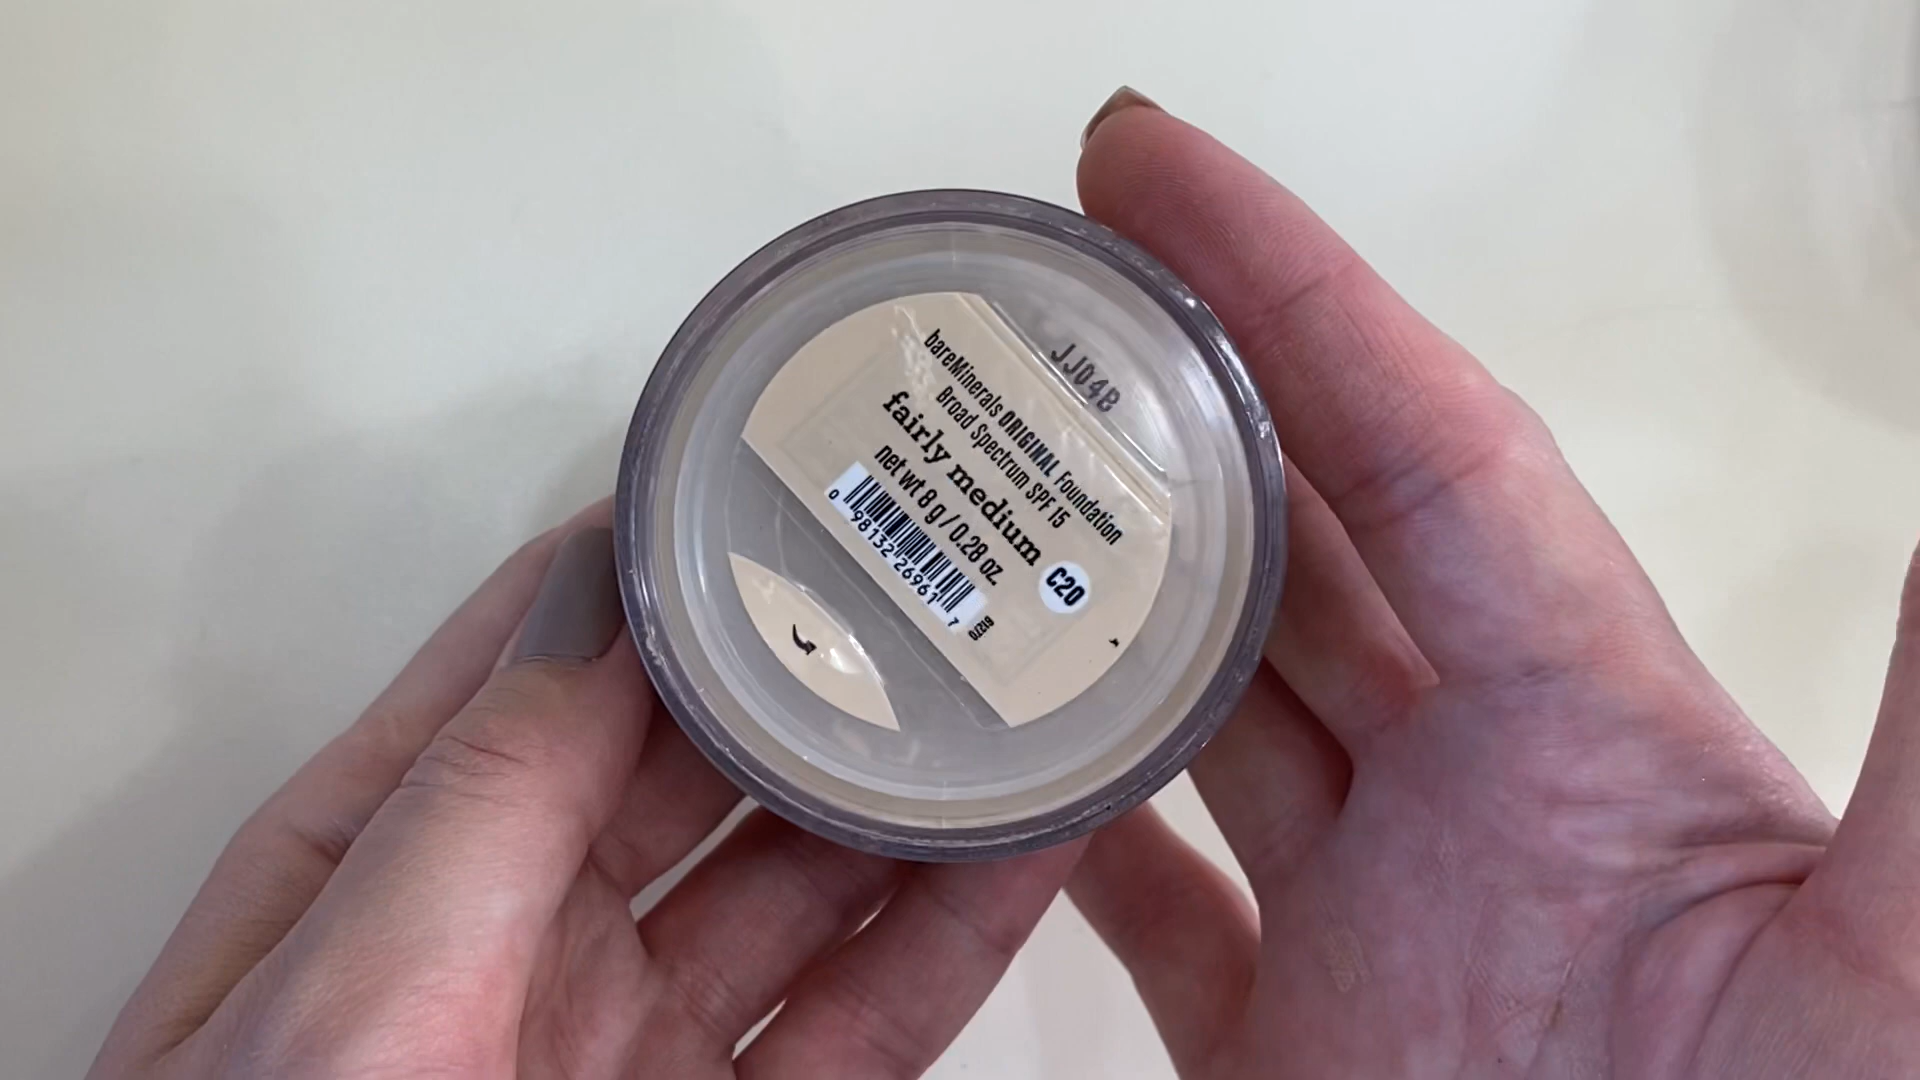 JJ04B
bareMinerals ORIGINAL Foundation
Broad Spectrum SPF 15
fairly medium
C20
net wt 8 g / 0.28 oz
0 98132 26961 7